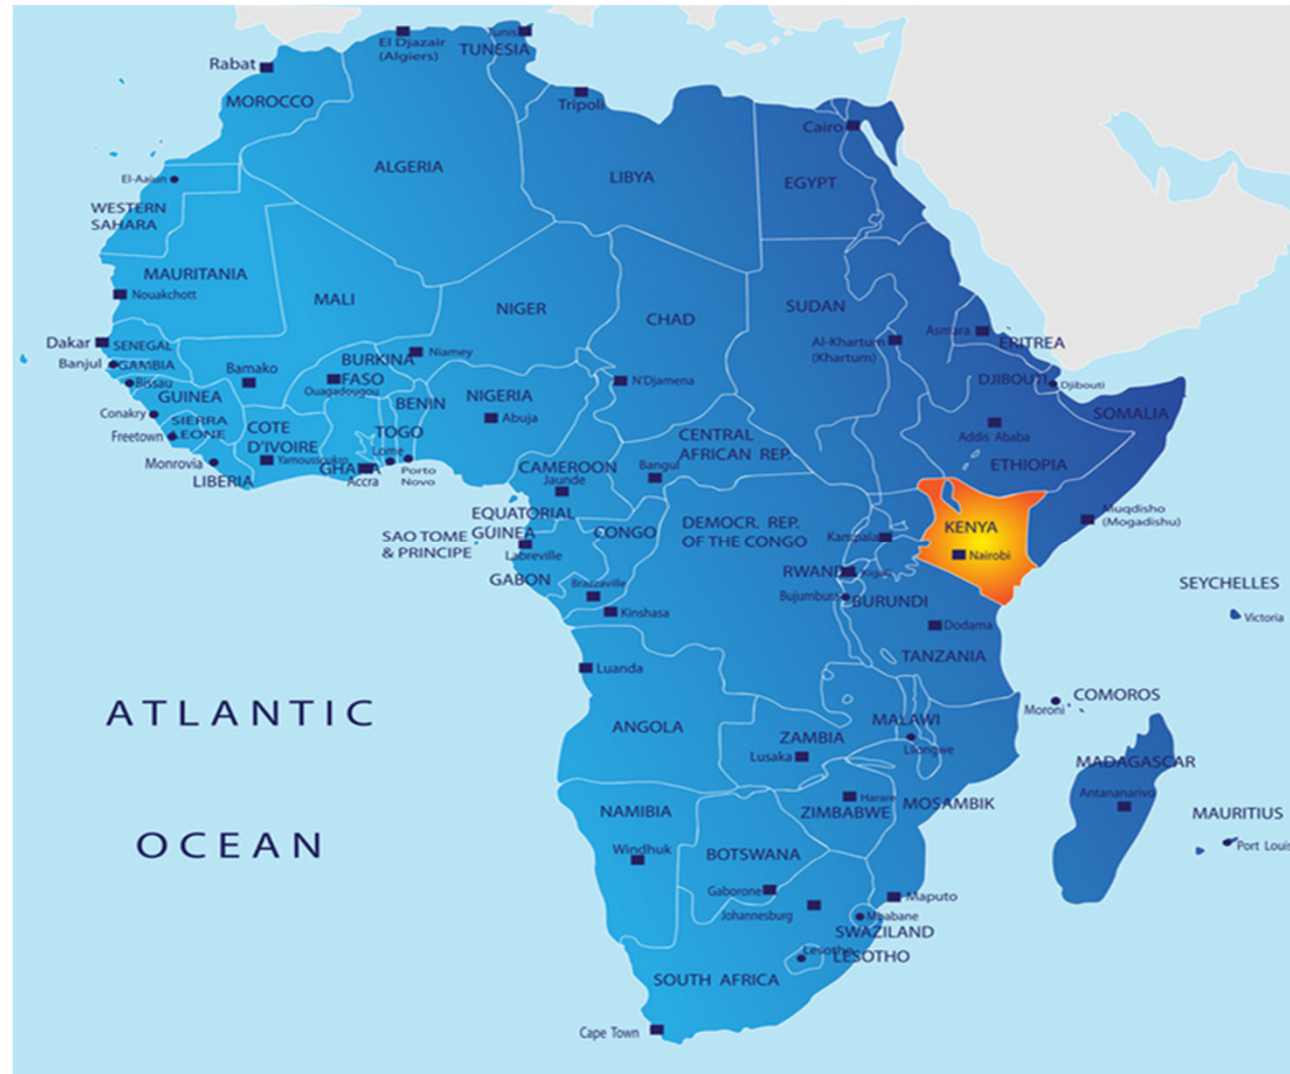 El Djazair
(Algiers)
Tunis
TUNESIA
Rabat
MOROCCO
Tripoli
Cairo
ALGERIA
LIBYA
EGYPT
El-Aaiun
WESTERN
SAHARA
MAURITANIA
Nouakchott
MALI
NIGER
CHAD
SUDAN
Dakar
SENEGAL
Banjul
GAMBIA
Bissau
GUINEA
Bamako
BURKINA
FASO
Ouagadougou
Niamey
N'Djamena
Al-Khartum
(Khartum)
Asmara
ERITREA
DJIBOUTI
Djibouti
Conakry
SIERRA
LEONE
Freetown
COTE
D'IVOIRE
Yamoussoukro
BENIN
NIGERIA
Abuja
TOGO
Lome
Porto
Novo
GHANA
Accra
Monrovia
LIBERIA
CENTRAL
AFRICAN REP.
Bangul
CAMEROON
Jaunde
Addis Ababa
ETHIOPIA
SOMALIA
Muqdisho
(Mogadishu)
EQUATORIAL
GUINEA
SAO TOME
& PRINCIPE
Labreville
GABON
CONGO
DEMOCR. REP.
OF THE CONGO
Kampala
KENYA
Nairobi
RWANDA
Kigali
Bujumbura
BURUNDI
Brazzaville
Kinshasa
Dodama
TANZANIA
SEYCHELLES
Victoria
Luanda
ATLANTIC
OCEAN
ANGOLA
ZAMBIA
Lusaka
MALAWI
Lilongwe
COMOROS
Moroni
MADAGASCAR
Antananarivo
MAURITIUS
Port Louis
NAMIBIA
Windhuk
Harare
ZIMBABWE
MOSAMBIK
BOTSWANA
Gaborone
Johannesburg
Maputo
Mbabane
SWAZILAND
Lesotho
LESOTHO
SOUTH AFRICA
Cape Town